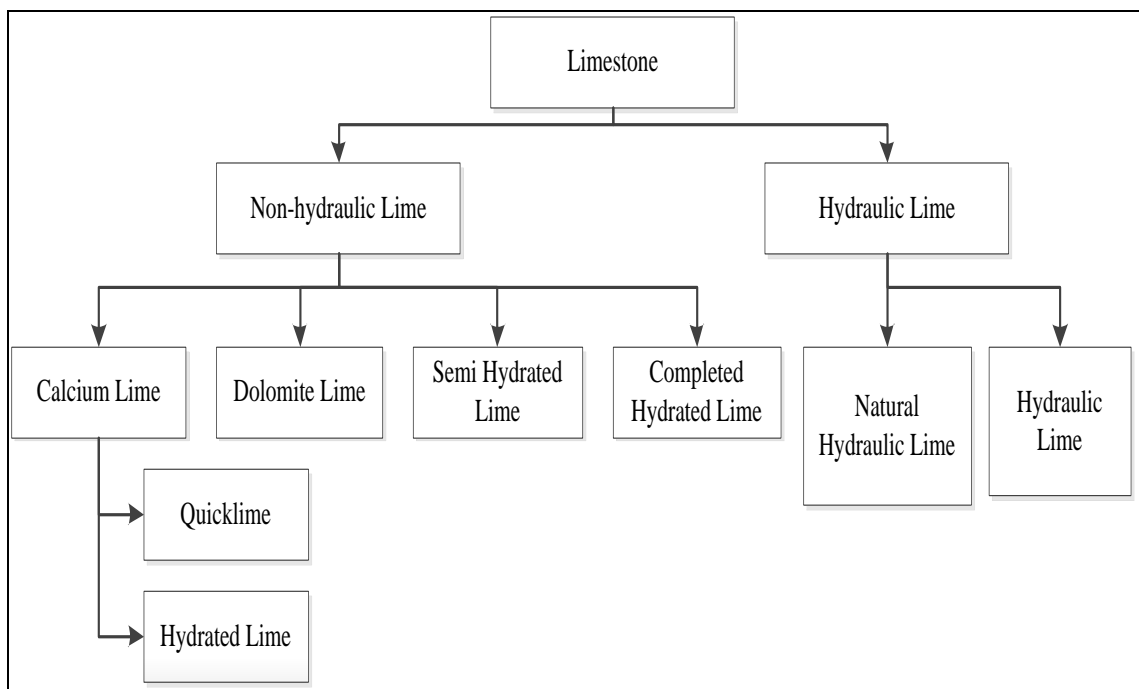 Limestone
Non-hydraulic Lime
Hydraulic Lime
Calcium Lime
Dolomite Lime
Semi Hydrated
Lime
Completed
Hydrated Lime
Natural
Hydraulic Lime
Hydraulic
Lime
Quicklime
Hydrated Lime